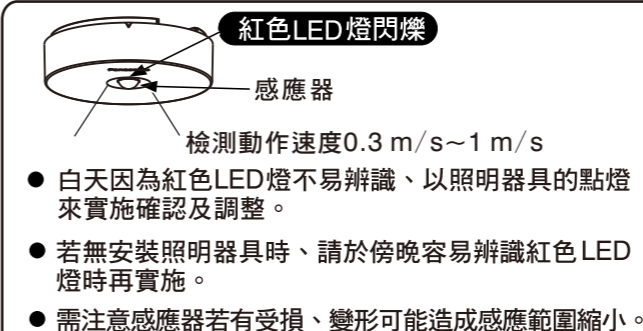 紅色LED燈閃爍
感應器
檢測動作速度0.3 m/s~1 m/s
● 白天因為紅色LED燈不易辨識、以照明器具的點燈
來實施確認及調整。
● 若無安裝照明器具時、請於傍晚容易辨識紅色LED
燈時再實施。
● 需注意感應器若有受損、變形可能造成感應範圍縮小。